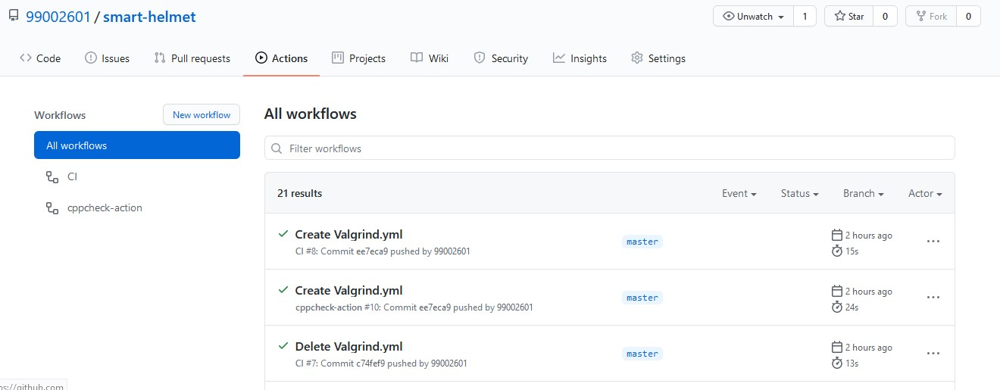 99002601 / smart-helmet
Unwatch 1 Star 0 Fork 0
Code Issues Pull requests Actions Projects Wiki Security Insights Settings
Workflows New workflow
All workflows
CI
cppcheck-action
All workflows
Filter workflows
21 results Event Status Branch Actor
Create Valgrind.yml
CI #8: Commit ee7eca9 pushed by 99002601
master
2 hours ago
15s
Create Valgrind.yml
cppcheck-action #10: Commit ee7eca9 pushed by 99002601
master
2 hours ago
24s
Delete Valgrind.yml
CI #7: Commit c74fef9 pushed by 99002601
master
2 hours ago
13s
ps://github.com